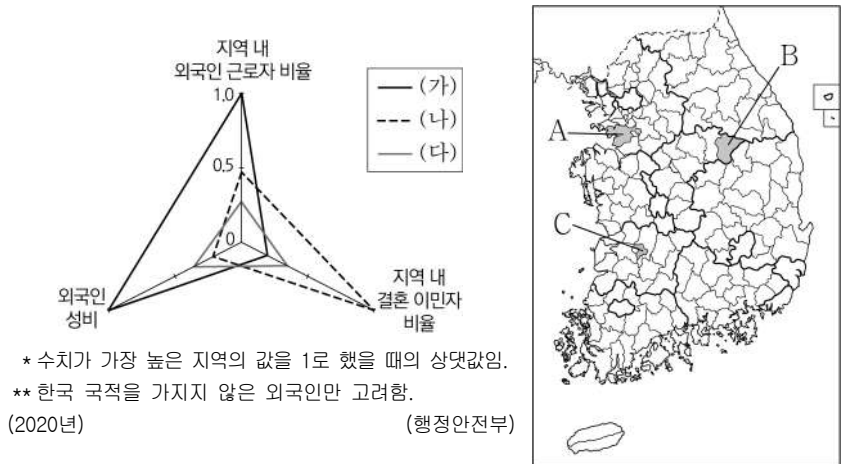 지역 내
외국인 근로자 비율
1.0
0.5
0
외국인
성비
지역 내
결혼 이민자
비율
(가)
(나)
(다)
* 수치가 가장 높은 지역의 값을 1로 했을 때의 상댓값임.
** 한국 국적을 가지지 않은 외국인만 고려함.
(2020년) (행정안전부)
A
B
C